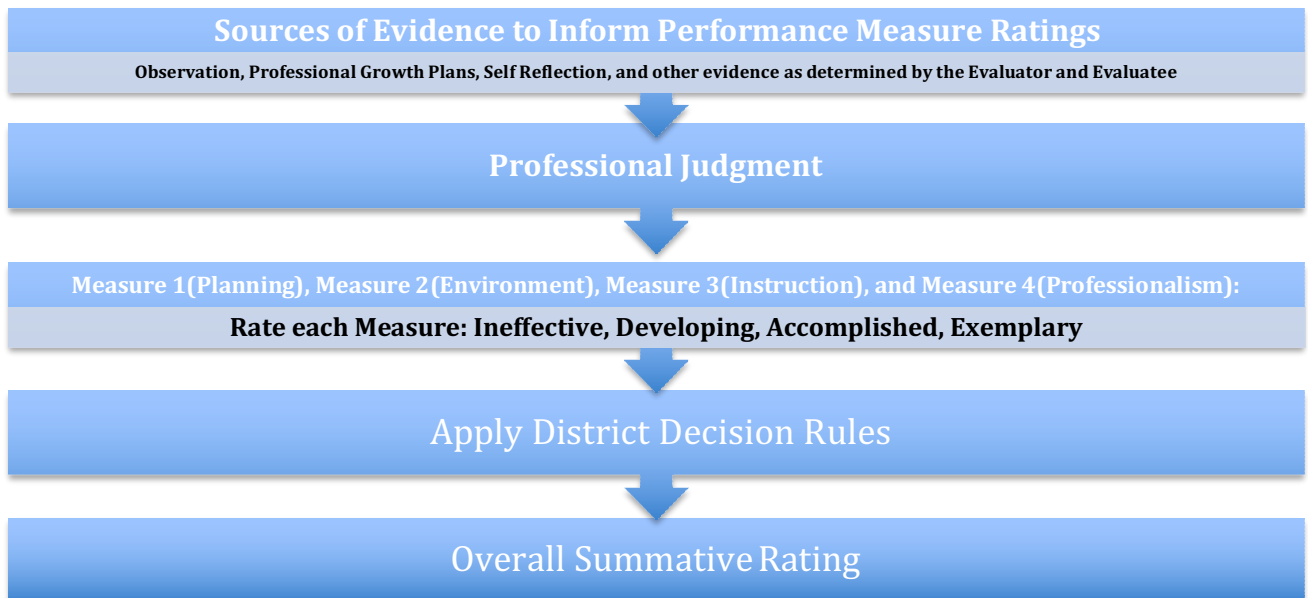 Sources of Evidence to Inform Performance Measure Ratings
Observation, Professional Growth Plans, Self Reflection, and other evidence as determined by the Evaluator and Evaluatee
Professional Judgment
Measure 1(Planning), Measure 2(Environment), Measure 3(Instruction), and Measure 4(Professionalism):
Rate each Measure: Ineffective, Developing, Accomplished, Exemplary
Apply District Decision Rules
Overall Summative Rating